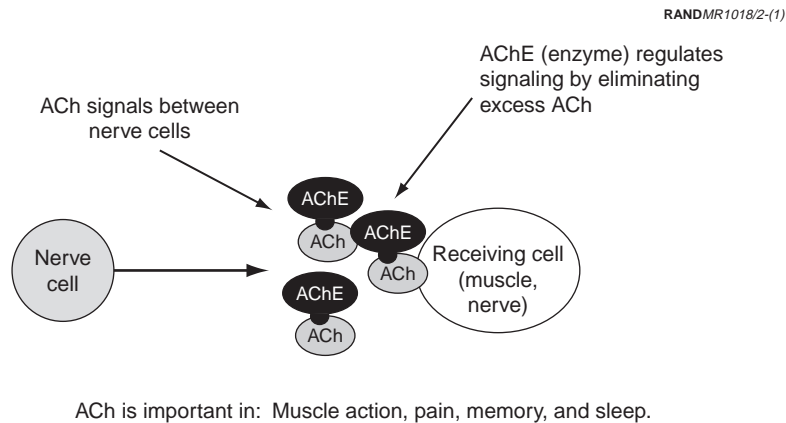 RANDMR1018/2-(1)
AChE (enzyme) regulates
signaling by eliminating
excess ACh
ACh signals between
nerve cells
AChE
ACh
AChE
ACh
AChE
ACh
Nerve
cell
Receiving cell
(muscle,
nerve)
ACh is important in: Muscle action, pain, memory, and sleep.